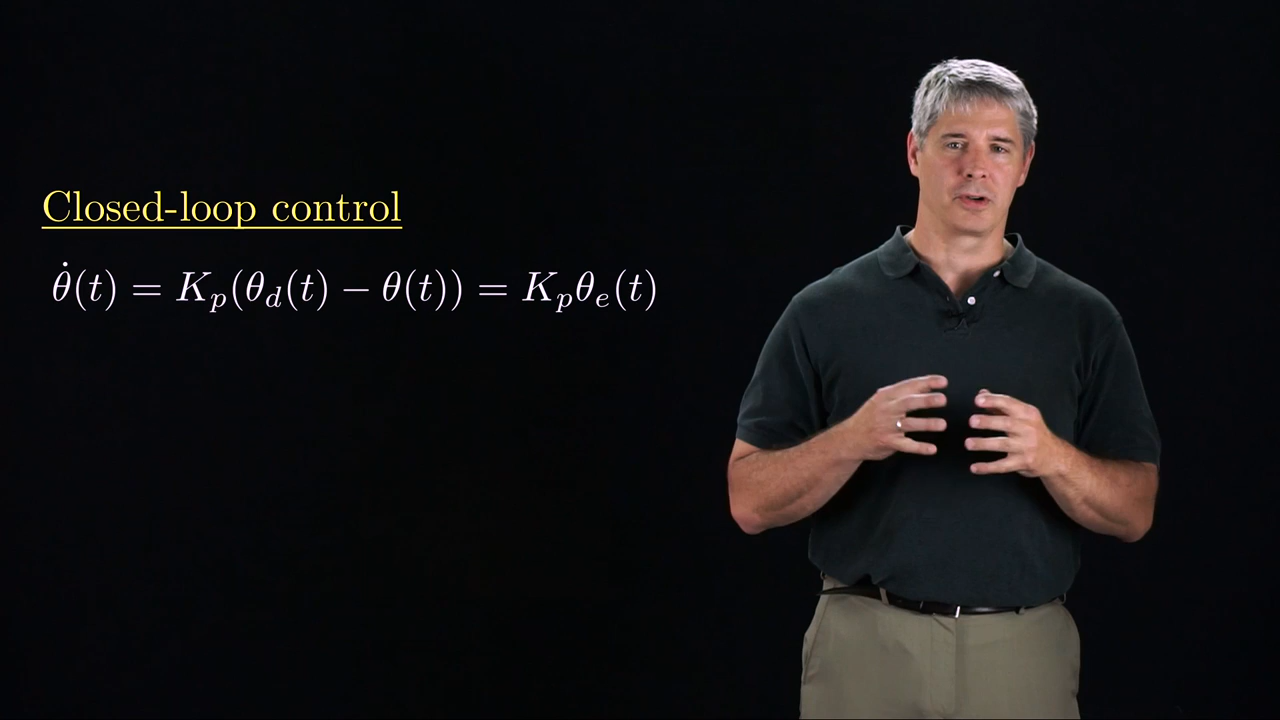 Closed-loop control
θ̇(t) = K_p(θ_d(t) − θ(t)) = K_pθ_e(t)